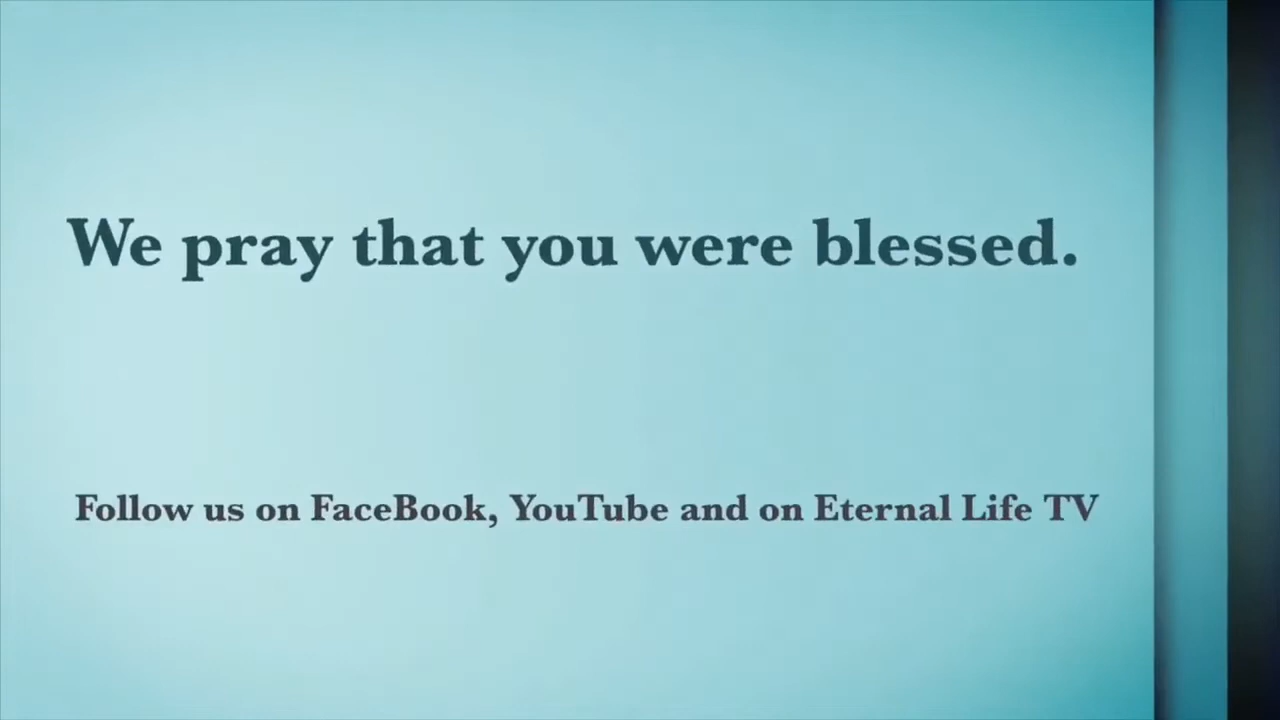 We pray that you were blessed.
Follow us on FaceBook, YouTube and on Eternal Life TV